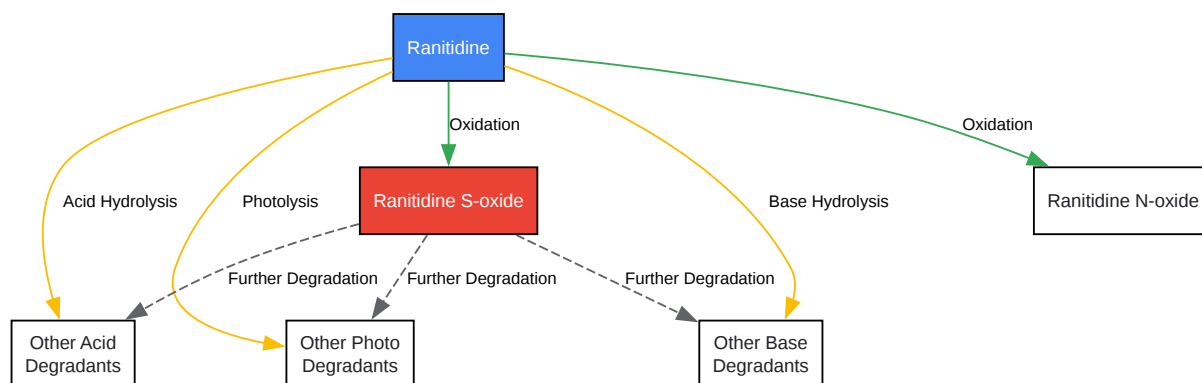 Ranitidine
Oxidation
Oxidation
Acid Hydrolysis
Photolysis
Ranitidine S-oxide
Base Hydrolysis
Ranitidine N-oxide
Further Degradation
Further Degradation
Further Degradation
Other Acid
Degradants
Other Photo
Degradants
Other Base
Degradants